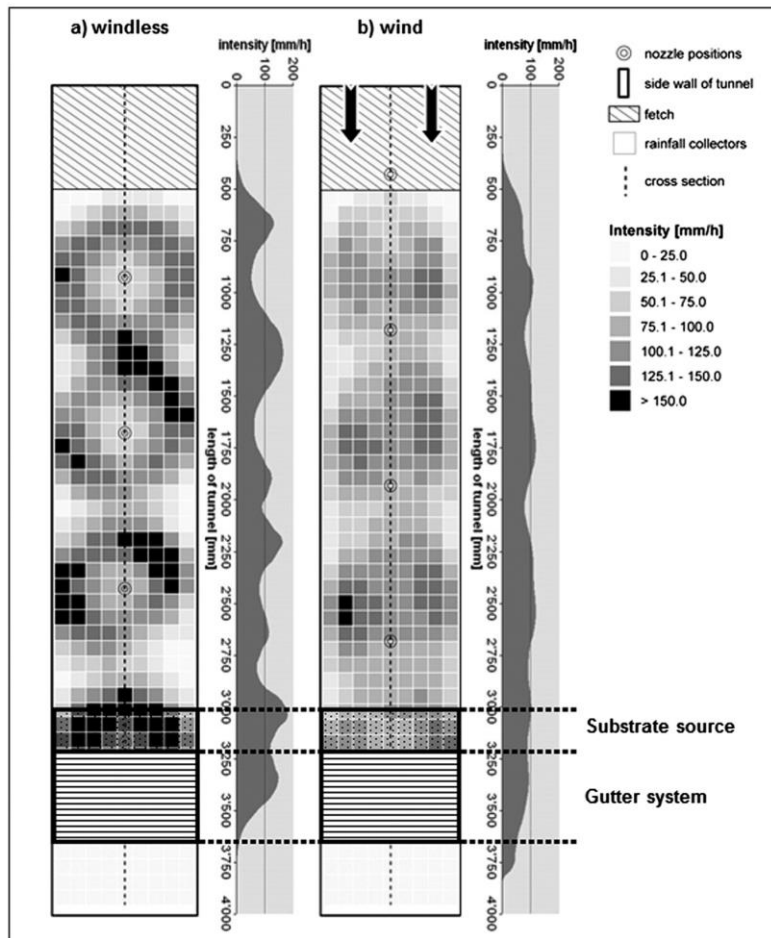 a) windless
b) wind
intensity [mm/h]
0
100
200
0
250
500
750
1'000
1'250
1'500
1'750
2'000
2'250
2'500
2'750
3'000
3'250
3'500
3'750
4'000
length of tunnel [mm]
intensity [mm/h]
0
100
200
0
250
500
750
1'000
1'250
1'500
1'750
2'000
2'250
2'500
2'750
3'000
3'250
3'500
3'750
4'000
length of tunnel [mm]
nozzle positions
side wall of tunnel
fetch
rainfall collectors
cross section
Intensity [mm/h]
0 - 25.0
25.1 - 50.0
50.1 - 75.0
75.1 - 100.0
100.1 - 125.0
125.1 - 150.0
> 150.0
Substrate source
Gutter system